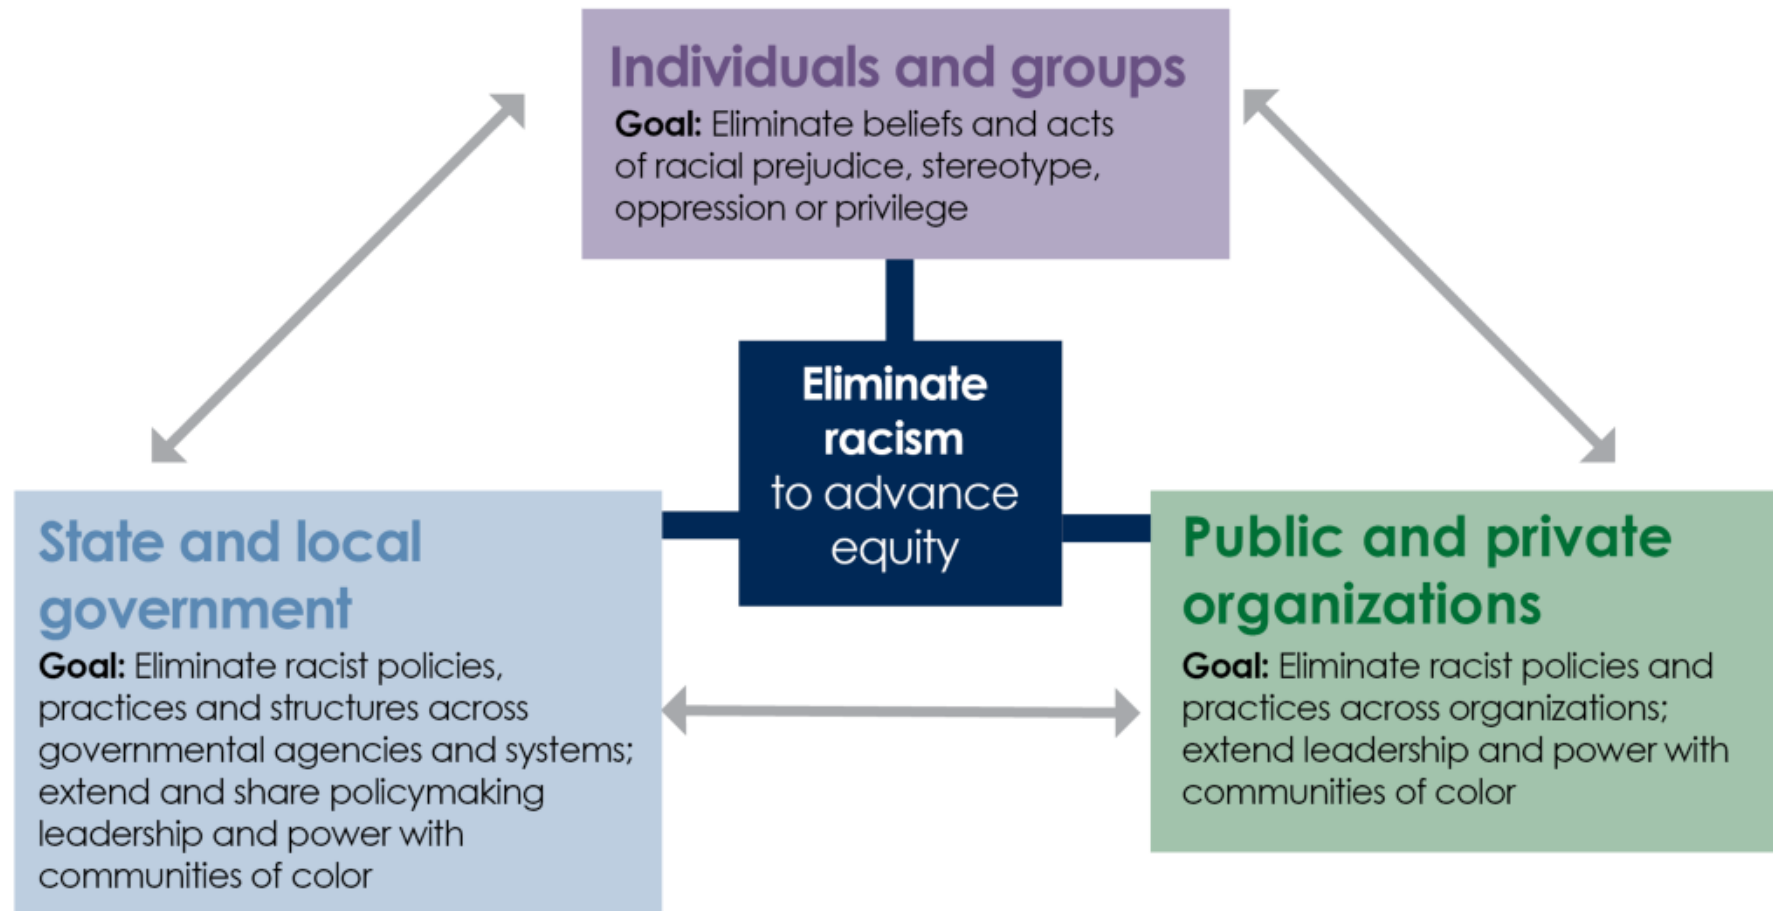 Individuals and groups
Goal: Eliminate beliefs and acts
of racial prejudice, stereotype,
oppression or privilege
Eliminate
racism
to advance
equity
State and local
government
Goal: Eliminate racist policies,
practices and structures across
governmental agencies and systems;
extend and share policymaking
leadership and power with
communities of color
Public and private
organizations
Goal: Eliminate racist policies and
practices across organizations;
extend leadership and power with
communities of color